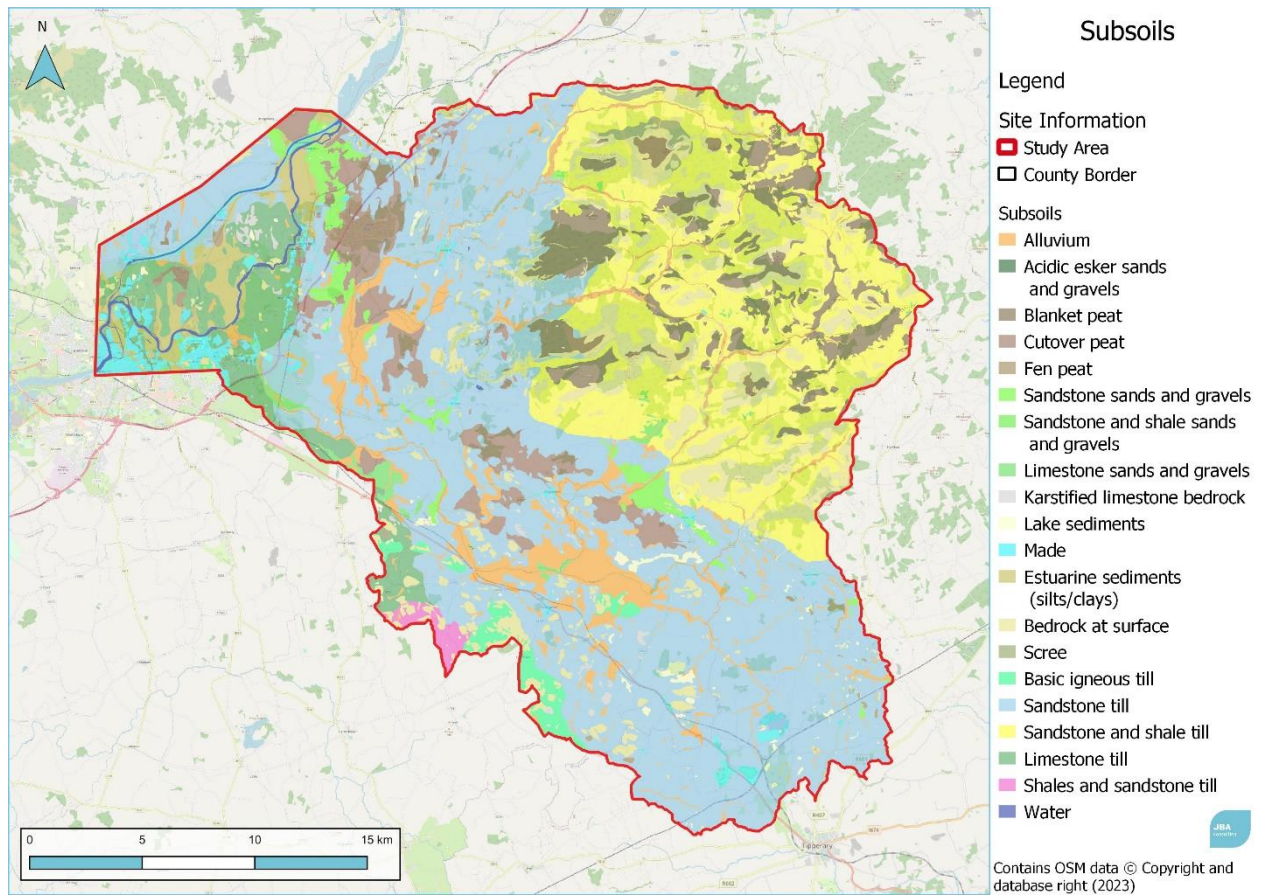 Subsoils
Legend
Site Information
Study Area
County Border
Subsoils
Alluvium
Acidic esker sands
and gravels
Blanket peat
Cutover peat
Fen peat
Sandstone sands and gravels
Sandstone and shale sands
and gravels
Limestone sands and gravels
Karstified limestone bedrock
Lake sediments
Made
Estuarine sediments
(silts/clays)
Bedrock at surface
Scree
Basic igneous till
Sandstone till
Sandstone and shale till
Limestone till
Shales and sandstone till
Water
JBA
consulting
Contains OSM data © Copyright and
database right (2023)
N
0 5 10 15 km
Tipperary